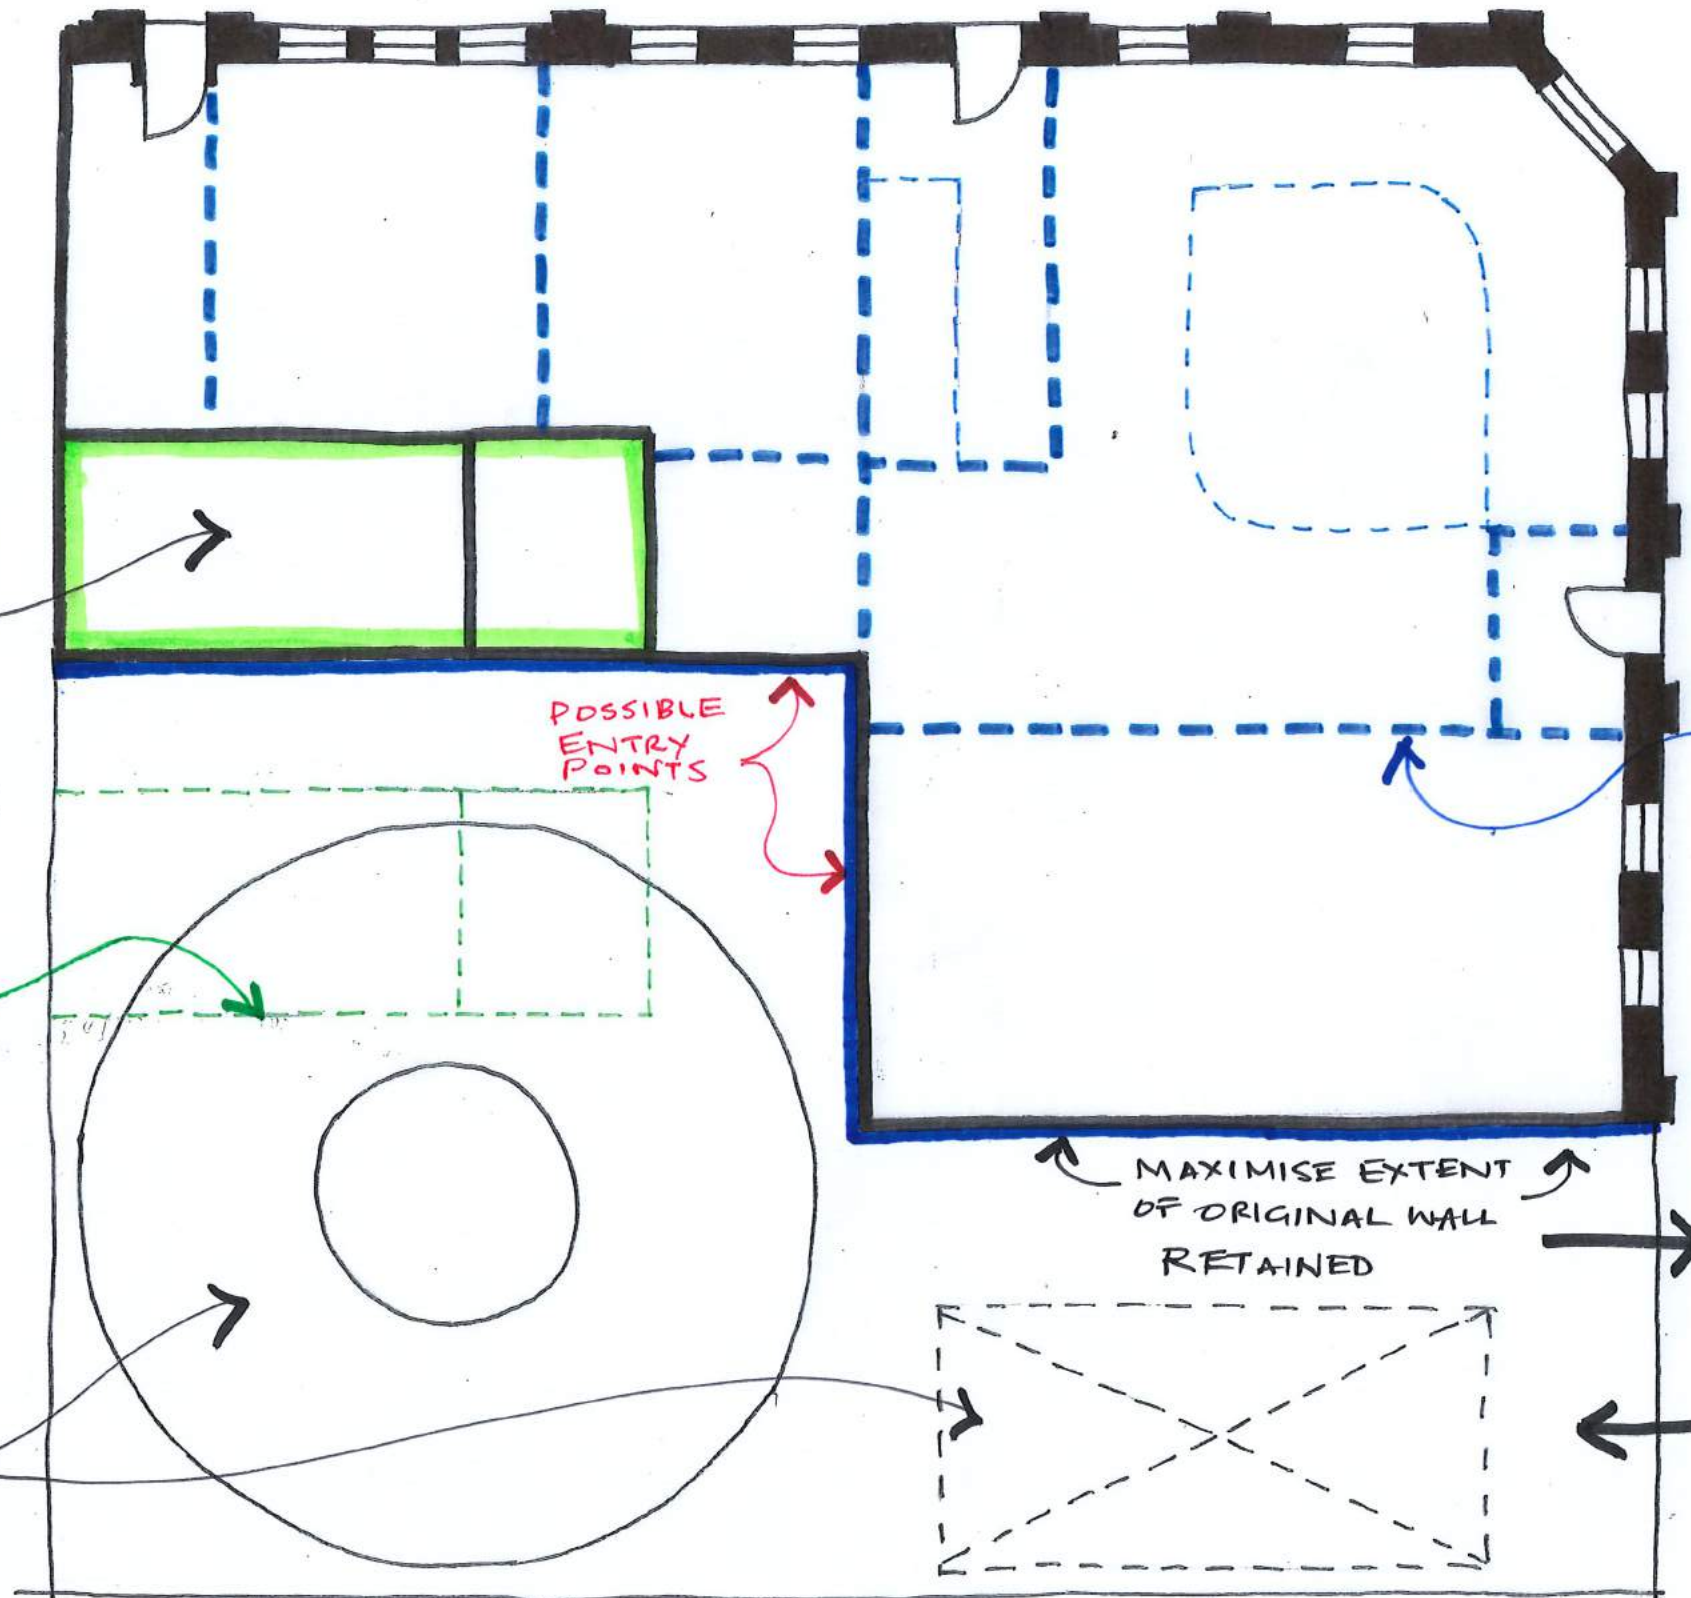 POSSIBLE
ENTRY
POINTS
MAXIMISE EXTENT
OF ORIGINAL WALL
RETAINED